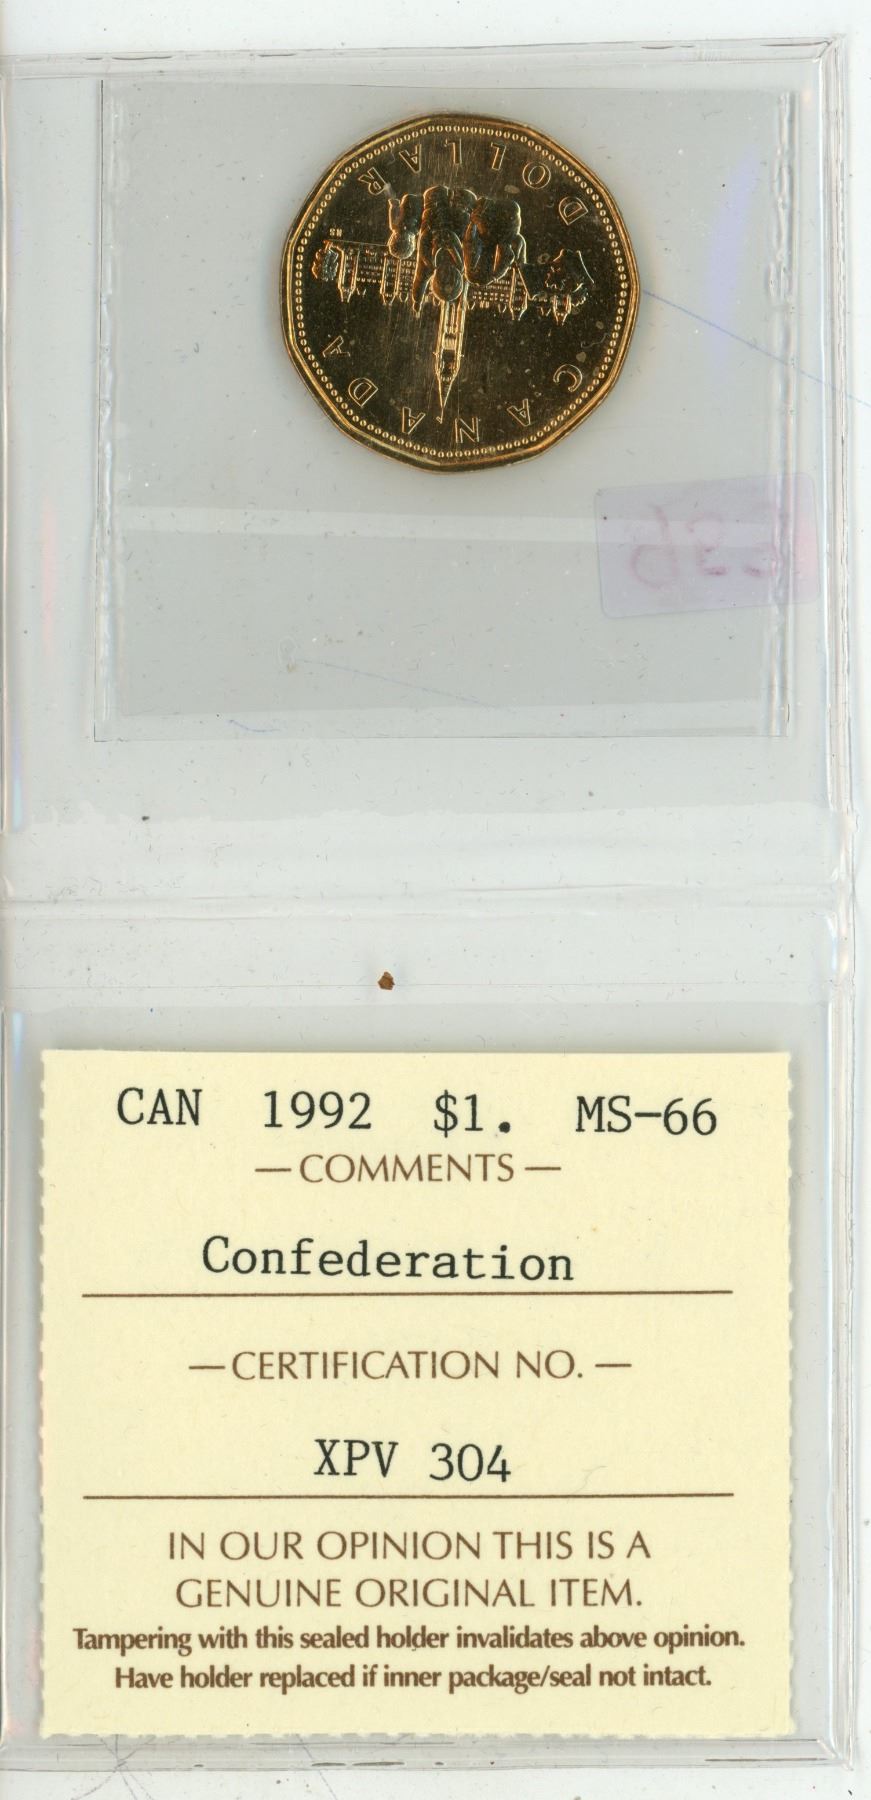 DOLLAR
RS
CANADA
CAN 1992 $1. MS-66
— COMMENTS —
Confederation
— CERTIFICATION NO. —
XPV 304
IN OUR OPINION THIS IS A
GENUINE ORIGINAL ITEM.
Tampering with this sealed holder invalidates above opinion.
Have holder replaced if inner package/seal not intact.